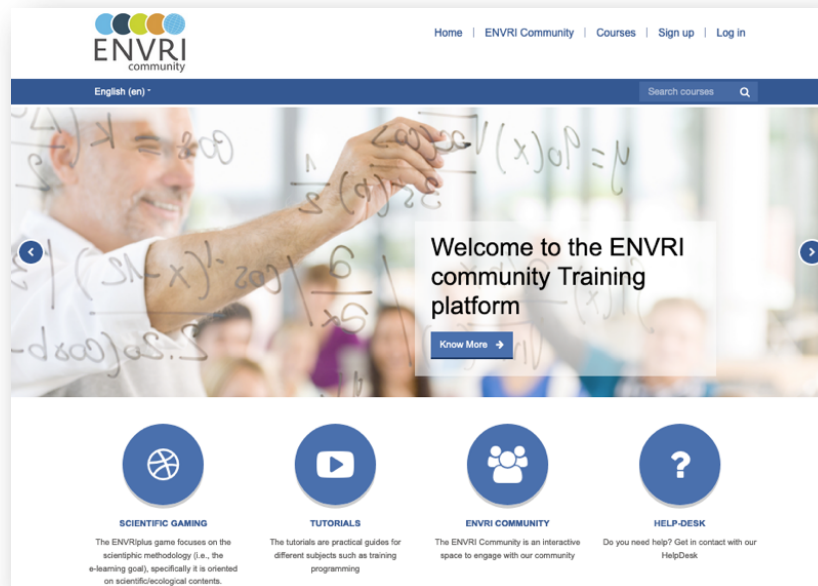 ENVRI
community
Home | ENVRI Community | Courses | Sign up | Log in
English (en)
Search courses
Welcome to the ENVRI
community Training
platform
Know More
SCIENTIFIC GAMING
The ENVRIplus game focuses on the
scientiphic methodology (i.e., the
e-learning goal), specifically it is oriented
on scientific/ecological contents.
TUTORIALS
The tutorials are practical guides for
different subjects such as training
programming
ENVRI COMMUNITY
The ENVRI Community is an interactive
space to engage with our community
HELP-DESK
Do you need help? Get in contact with our
HelpDesk